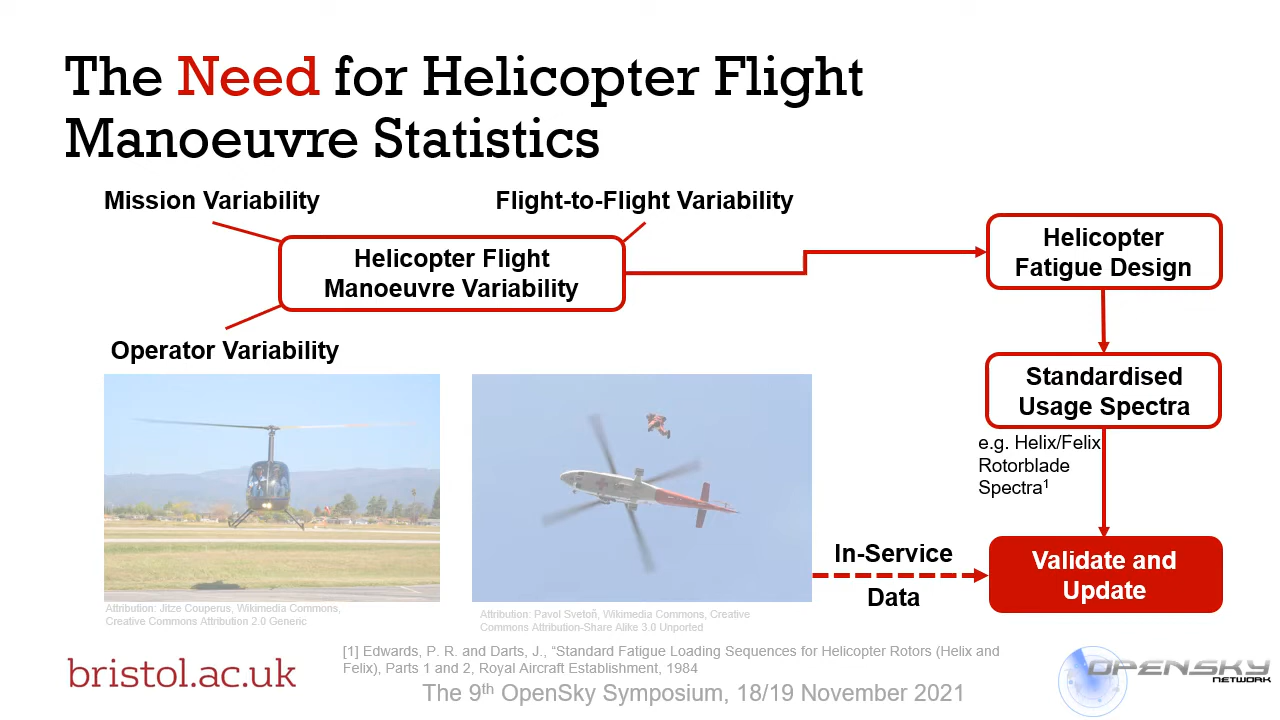 The Need for Helicopter Flight
Manoeuvre Statistics
Mission Variability
Flight-to-Flight Variability
Helicopter Flight
Manoeuvre Variability
Operator Variability
Helicopter
Fatigue Design
Standardised
Usage Spectra
e.g. Helix/Felix
Rotorblade
Spectra¹
In-Service
Data
Validate and
Update
Attribution: Jitze Couperus, Wikimedia Commons,
Creative Commons Attribution 2.0 Generic
Attribution: Pavol Svetoň, Wikimedia Commons, Creative
Commons Attribution-Share Alike 3.0 Unported
[1] Edwards, P. R. and Darts, J., “Standard Fatigue Loading Sequences for Helicopter Rotors (Helix and
Felix), Parts 1 and 2, Royal Aircraft Establishment, 1984
bristol.ac.uk
The 9th OpenSky Symposium, 18/19 November 2021
OPENSKY
NETWORK